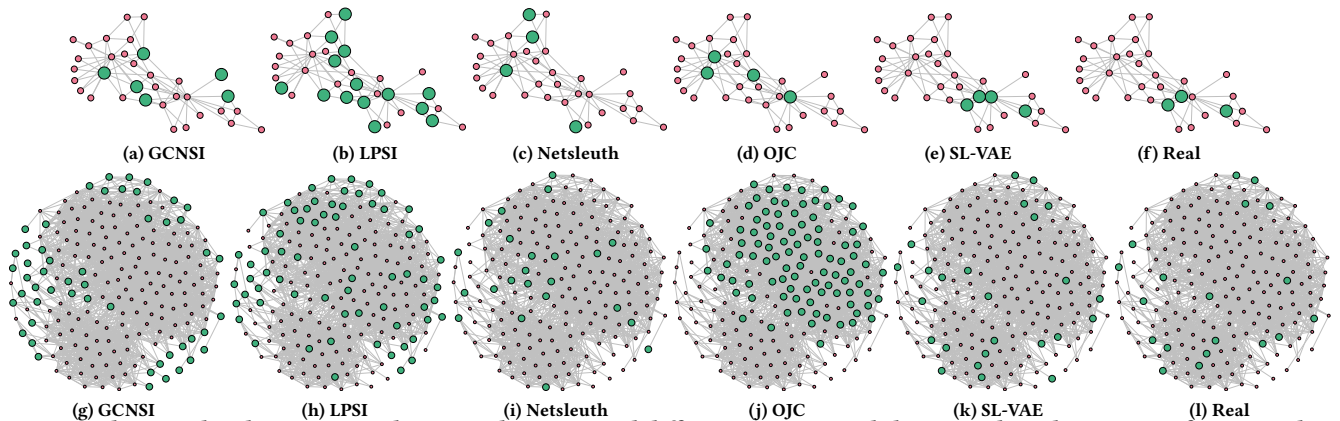 (a) GCNSI
(b) LPSI
(c) Netsleuth
(d) OJC
(e) SL-VAE
(f) Real
(g) GCNSI
(h) LPSI
(i) Netsleuth
(j) OJC
(k) SL-VAE
(l) Real